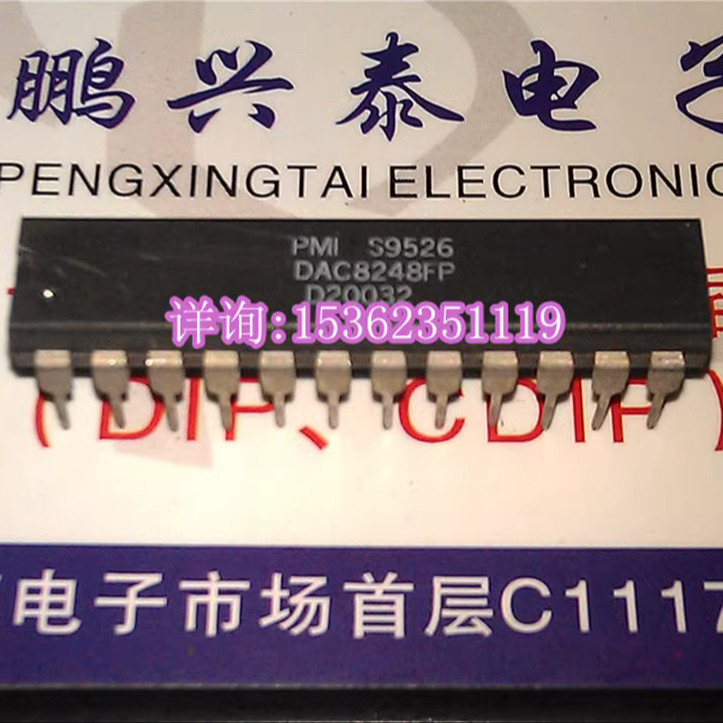 鹏兴泰电子
PENGXINGTAI ELECTRONIC
PMI S9526
DAC8248FP
D20032
详询:15362351119
(DIP、CDIP)
电子市场首层C1117